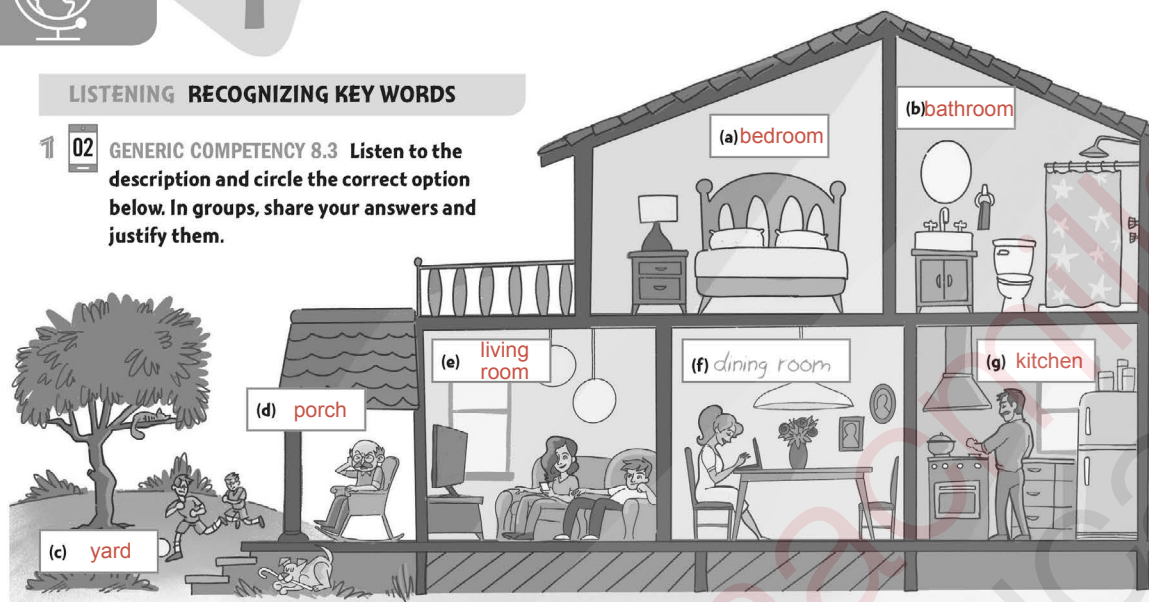 LISTENING RECOGNIZING KEY WORDS
1 02 GENERIC COMPETENCY 8.3 Listen to the
description and circle the correct option
below. In groups, share your answers and
justify them.
(a) bedroom
(b) bathroom
(e) living
room
(f) dining room
(g) kitchen
(d) porch
(c) yard